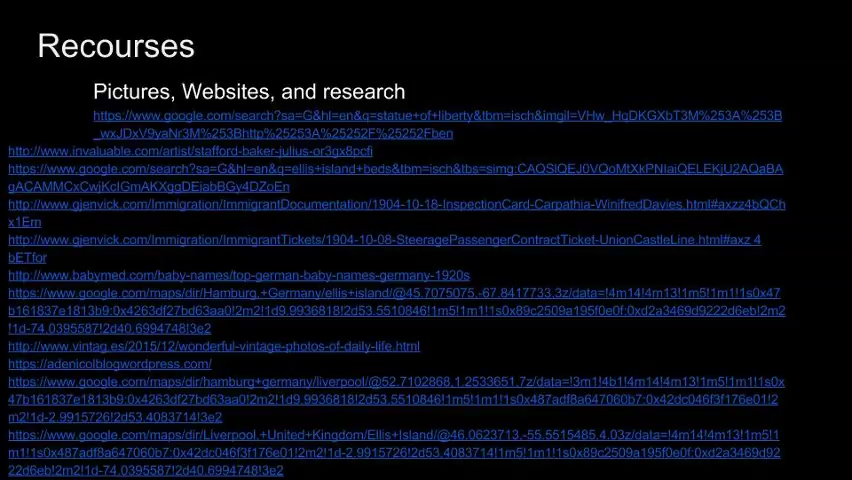 Recourses
Pictures, Websites, and research
https://www.google.com/search?sa=G&hl=en&q=statue+of+liberty&tbm=isch&imgil=VHw_HqDKGXbT3M%253A%253B
_wxJDxV9yaNr3M%253Bhttp%25253A%25252F%25252Fben
http://www.invaluable.com/artist/stafford-baker-julius-or3gx8pcfi
https://www.google.com/search?sa=G&hl=en&q=ellis+island+beds&tbm=isch&tbs=simg:CAQSlQEJ0VQoMtXkPNIaiQELEKjU2AQaBA
gACAMMCxCwjKcIGmAKXggDEiabBGy4DZoEn
http://www.gjenvick.com/Immigration/ImmigrantDocumentation/1904-10-18-InspectionCard-Carpathia-WinifredDavies.html#axzz4bQCh
x1Em
http://www.gjenvick.com/Immigration/ImmigrantTickets/1904-10-08-SteeragePassengerContractTicket-UnionCastleLine.html#axz 4
bETfor
http://www.babymed.com/baby-names/top-german-baby-names-germany-1920s
https://www.google.com/maps/dir/Hamburg,+Germany/ellis+island/@45.7075075,-67.8417733,3z/data=!4m14!4m13!1m5!1m1!1s0x47
b161837e1813b9:0x4263df27bd63aa0!2m2!1d9.9936818!2d53.5510846!1m5!1m1!1s0x89c2509a195f0e0f:0xd2a3469d9222d6eb!2m2
!1d-74.0395587!2d40.6994748!3e2
http://www.vintag.es/2015/12/wonderful-vintage-photos-of-daily-life.html
https://adenicolblogwordpress.com/
https://www.google.com/maps/dir/hamburg+germany/liverpool/@52.7102868,1.2533651,7z/data=!3m1!4b1!4m14!4m13!1m5!1m1!1s0x
47b161837e1813b9:0x4263df27bd63aa0!2m2!1d9.9936818!2d53.5510846!1m5!1m1!1s0x487adf8a647060b7:0x42dc046f3f176e01!2
m2!1d-2.9915726!2d53.4083714!3e2
https://www.google.com/maps/dir/Liverpool,+United+Kingdom/Ellis+Island/@46.0623713,-55.5515485,4.03z/data=!4m14!4m13!1m5!1
m1!1s0x487adf8a647060b7:0x42dc046f3f176e01!2m2!1d-2.9915726!2d53.4083714!1m5!1m1!1s0x89c2509a195f0e0f:0xd2a3469d92
22d6eb!2m2!1d-74.0395587!2d40.6994748!3e2